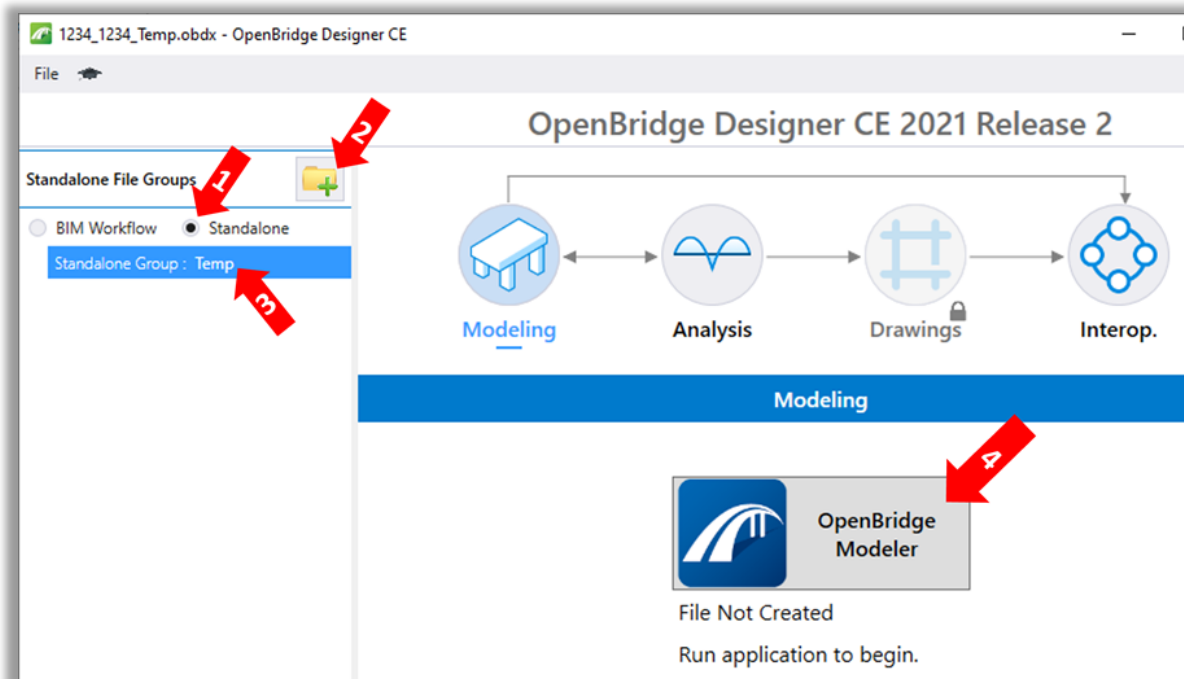 1234_1234_Temp.obdx - OpenBridge Designer CE
File
OpenBridge Designer CE 2021 Release 2
2
Standalone File Groups
1
BIM Workflow Standalone
Standalone Group : Temp
3
Modeling Analysis Drawings Interop.
Modeling
4
OpenBridge
Modeler
File Not Created
Run application to begin.